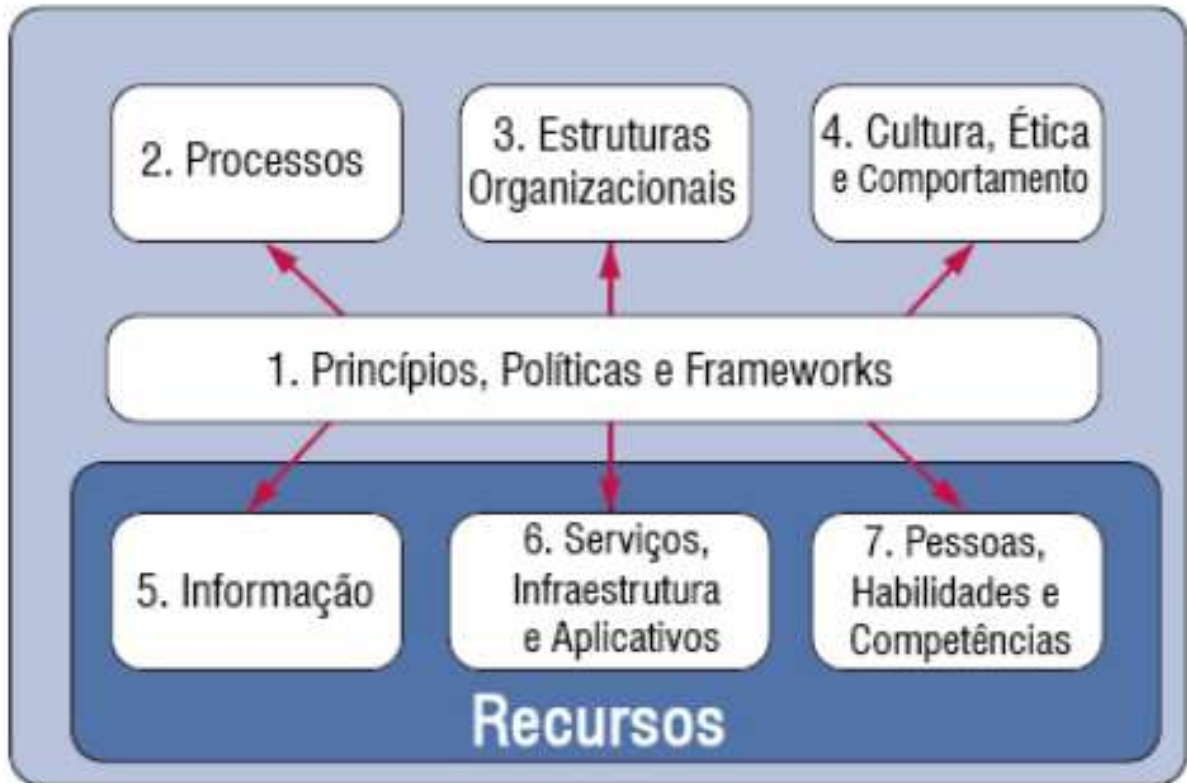 2. Processos
3. Estruturas
Organizacionais
4. Cultura, Ética
e Comportamento
1. Princípios, Políticas e Frameworks
5. Informação
6. Serviços,
Infraestrutura
e Aplicativos
7. Pessoas,
Habilidades e
Competências
Recursos